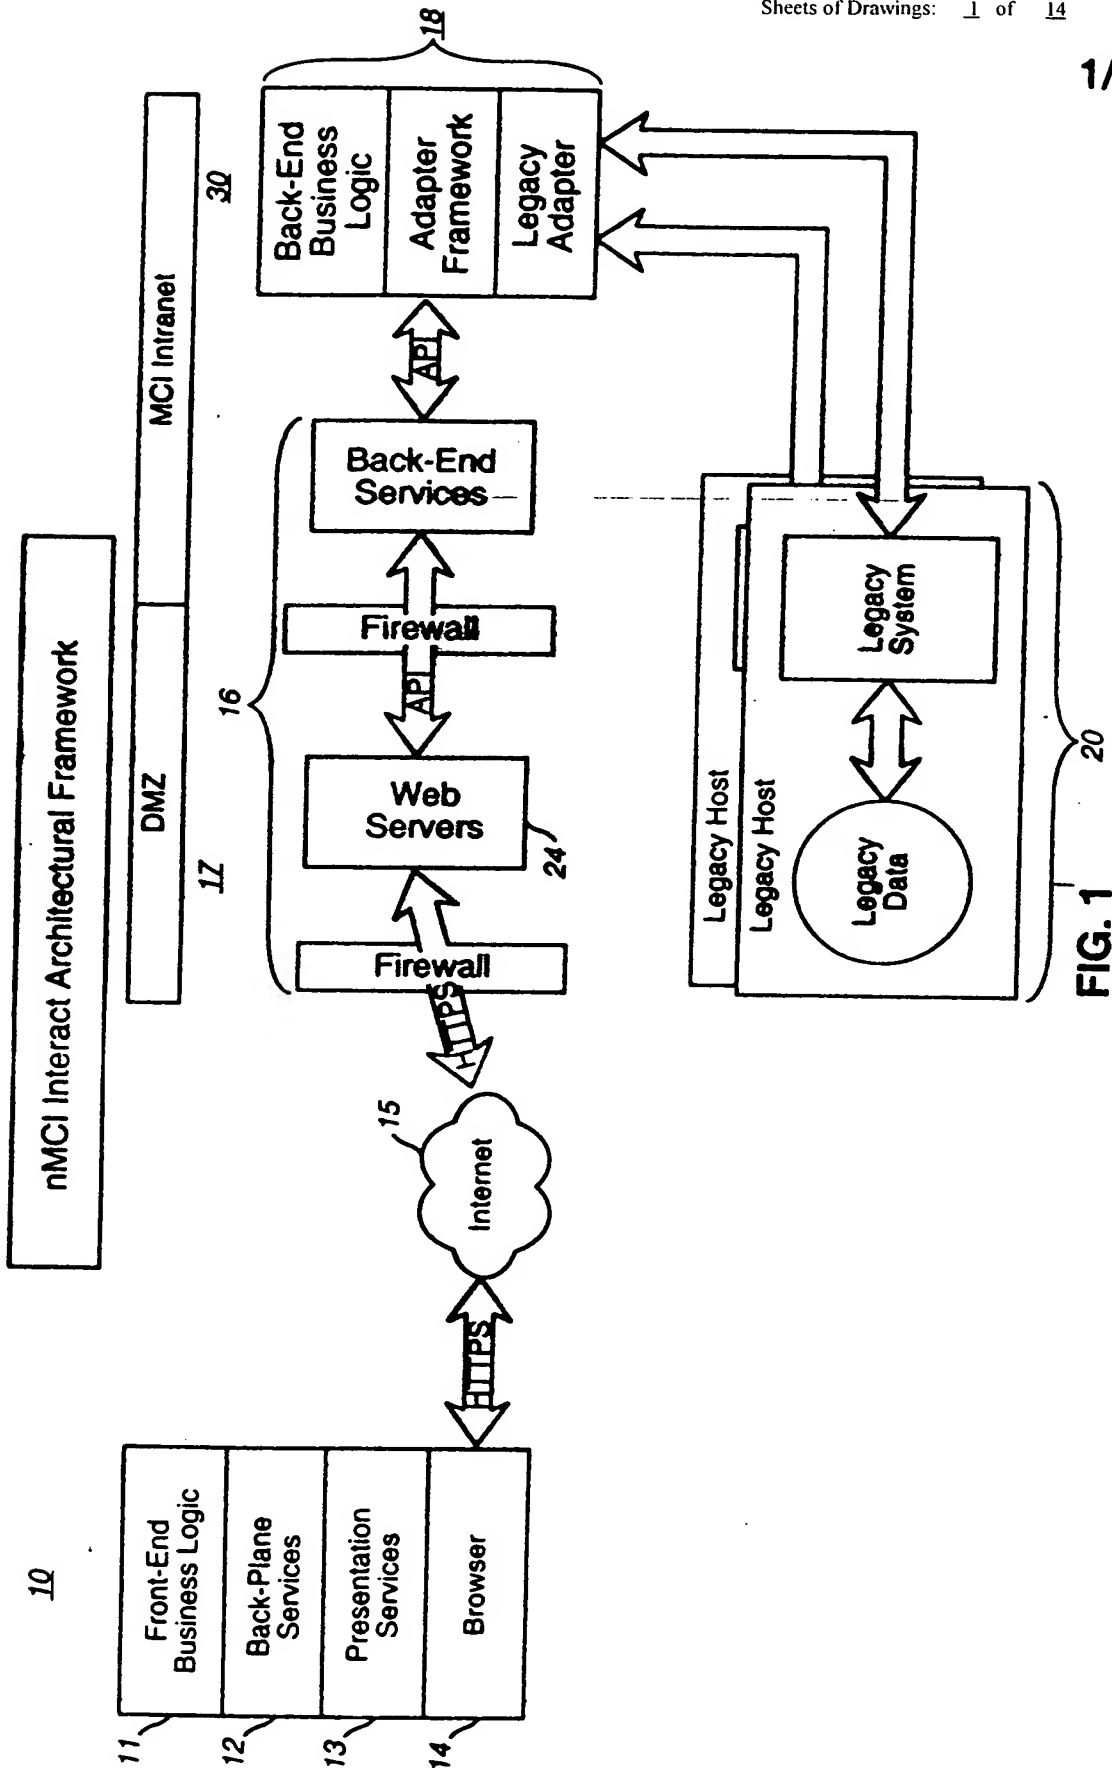 Sheets of Drawings: 1 of 14
1/
nMCI Interact Architectural Framework
DMZ
MCI Intranet
10
17
30
Front-End
Business Logic
Back-Plane
Services
Presentation
Services
Browser
11
12
13
14
HTTPS
15
Internet
HTTPS
16
Firewall
Web
Servers
24
API
Firewall
Back-End
Services
API
18
Back-End
Business
Logic
Adapter
Framework
Legacy
Adapter
Legacy Host
Legacy Host
Legacy
Data
Legacy
System
20
FIG. 1